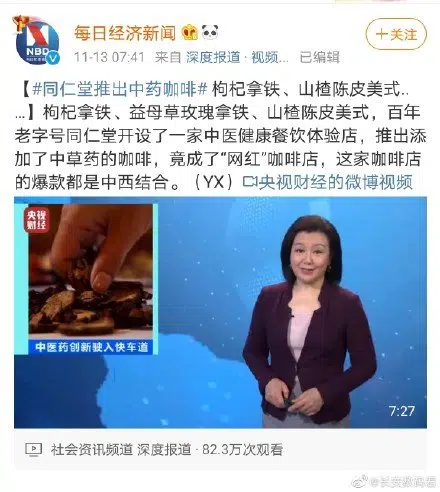 NBD
每日经济新闻
+关注
11-13 07:41 来自 深度报道·视频... 已编辑
【#同仁堂推出中药咖啡# 枸杞拿铁、山楂陈皮美式..
...】枸杞拿铁、益母草玫瑰拿铁、山楂陈皮美式，百年
老字号同仁堂开设了一家中医健康餐饮体验店，推出添
加了中草药的咖啡，竟成了“网红”咖啡店，这家咖啡店
的爆款都是中西结合。（YX）央视财经的微博视频
央视
财经
中医药创新驶入快车道
7:27
社会资讯频道 深度报道 · 82.3万次观看